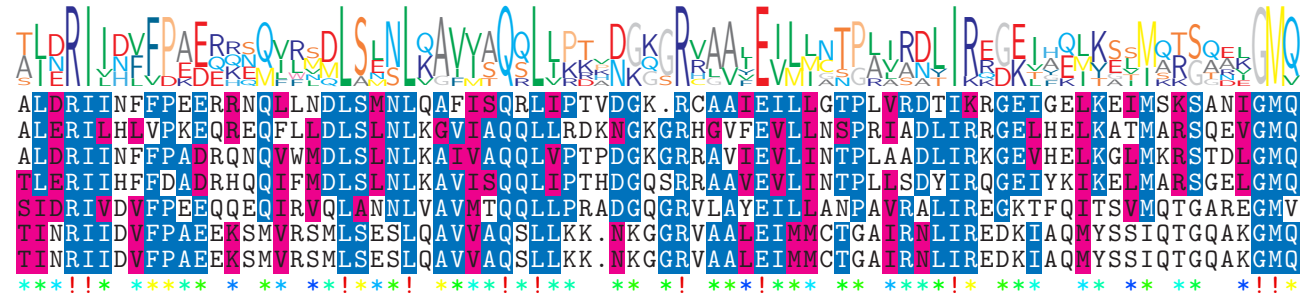 ALDRIINFFPEERRNQLLNDLSMNLQAFISQRLIPTVDGK.RCAAIEILLGTPLVRDTIKRGEIGELKEIMSKSANIGMQ
ALERILHLVPKEQREQFLLDLSLNLKGVIAQQLLRDKNGKGRHGVFEVLLNSPRIADLIRRGELHELKATMARSQEVGMQ
ALDRIINFFPADRQNQVWMDLSLNLKAIVAQQLVPTPDGKGRRAVIEVLINTPLAADLIRKGEVHELKGLMKRSTDLGMQ
TLERIIHFFDADRHQQIFMDLSLNLKAVISQQLIPTHDGQSRRAAVEVLINTPLLSDYIRQGEIYKIKELMARSGELGMQ
SIDRIVDVFPEEQQEQIRVQLANNLVAVMTQQLLPRADGQGRVLAYEILLANPAVRALIREGKTFQITSVMQTGAREGMV
TINRIIDVFPAEEKSMVRSMLSESLQAVVAQSLLKK.NKGGRVAALEIMMCTGAIRNLIREDKIAQMYSSIQTGQAKGMQ
TINRIIDVFPAEEKSMVRSMLSESLQAVVAQSLLKK.NKGGRVAALEIMMCTGAIRNLIREDKIAQMYSSIQTGQAKGMQ